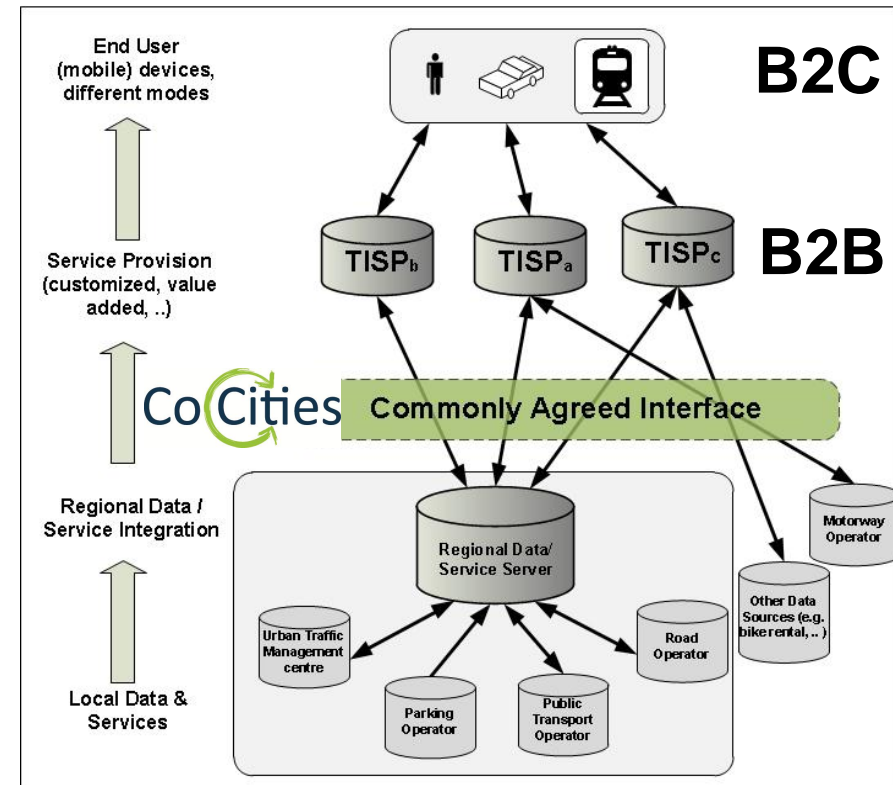 End User
(mobile) devices,
different modes
B2C
Service Provision
(customized, value
added, ..)
TISPb
TISPa
TISPc
B2B
CoCities
Commonly Agreed Interface
Regional Data /
Service Integration
Regional Data/
Service Server
Motorway
Operator
Other Data
Sources (e.g.
bike rental, .. )
Urban Traffic
Management
centre
Road
Operator
Local Data &
Services
Parking
Operator
Public
Transport
Operator